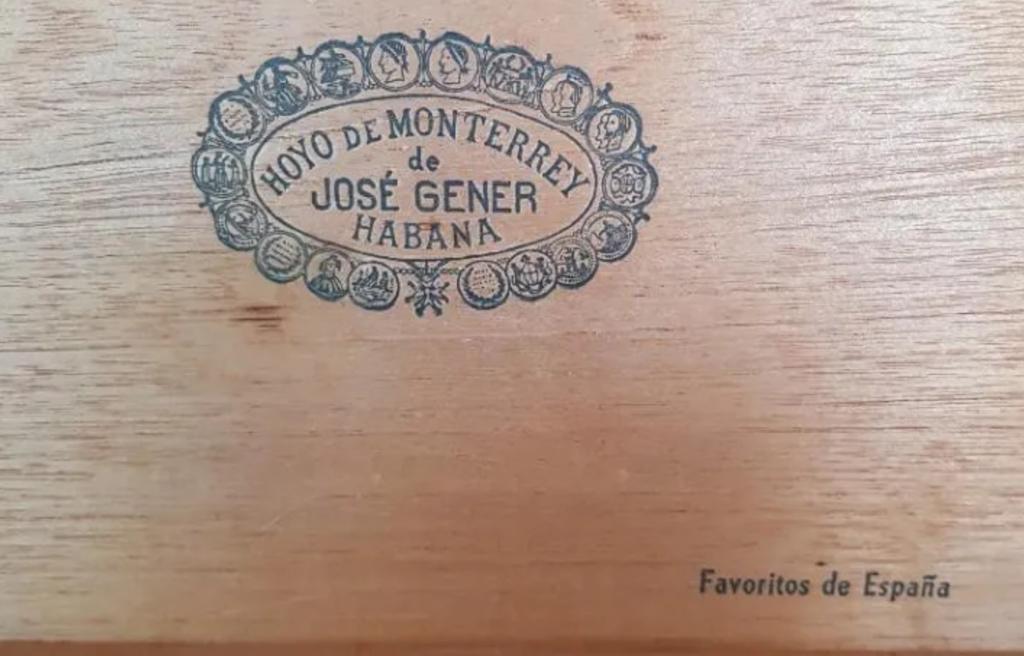 HOYO DE MONTERREY
de
JOSÉ GENER
HABANA
Favoritos de España